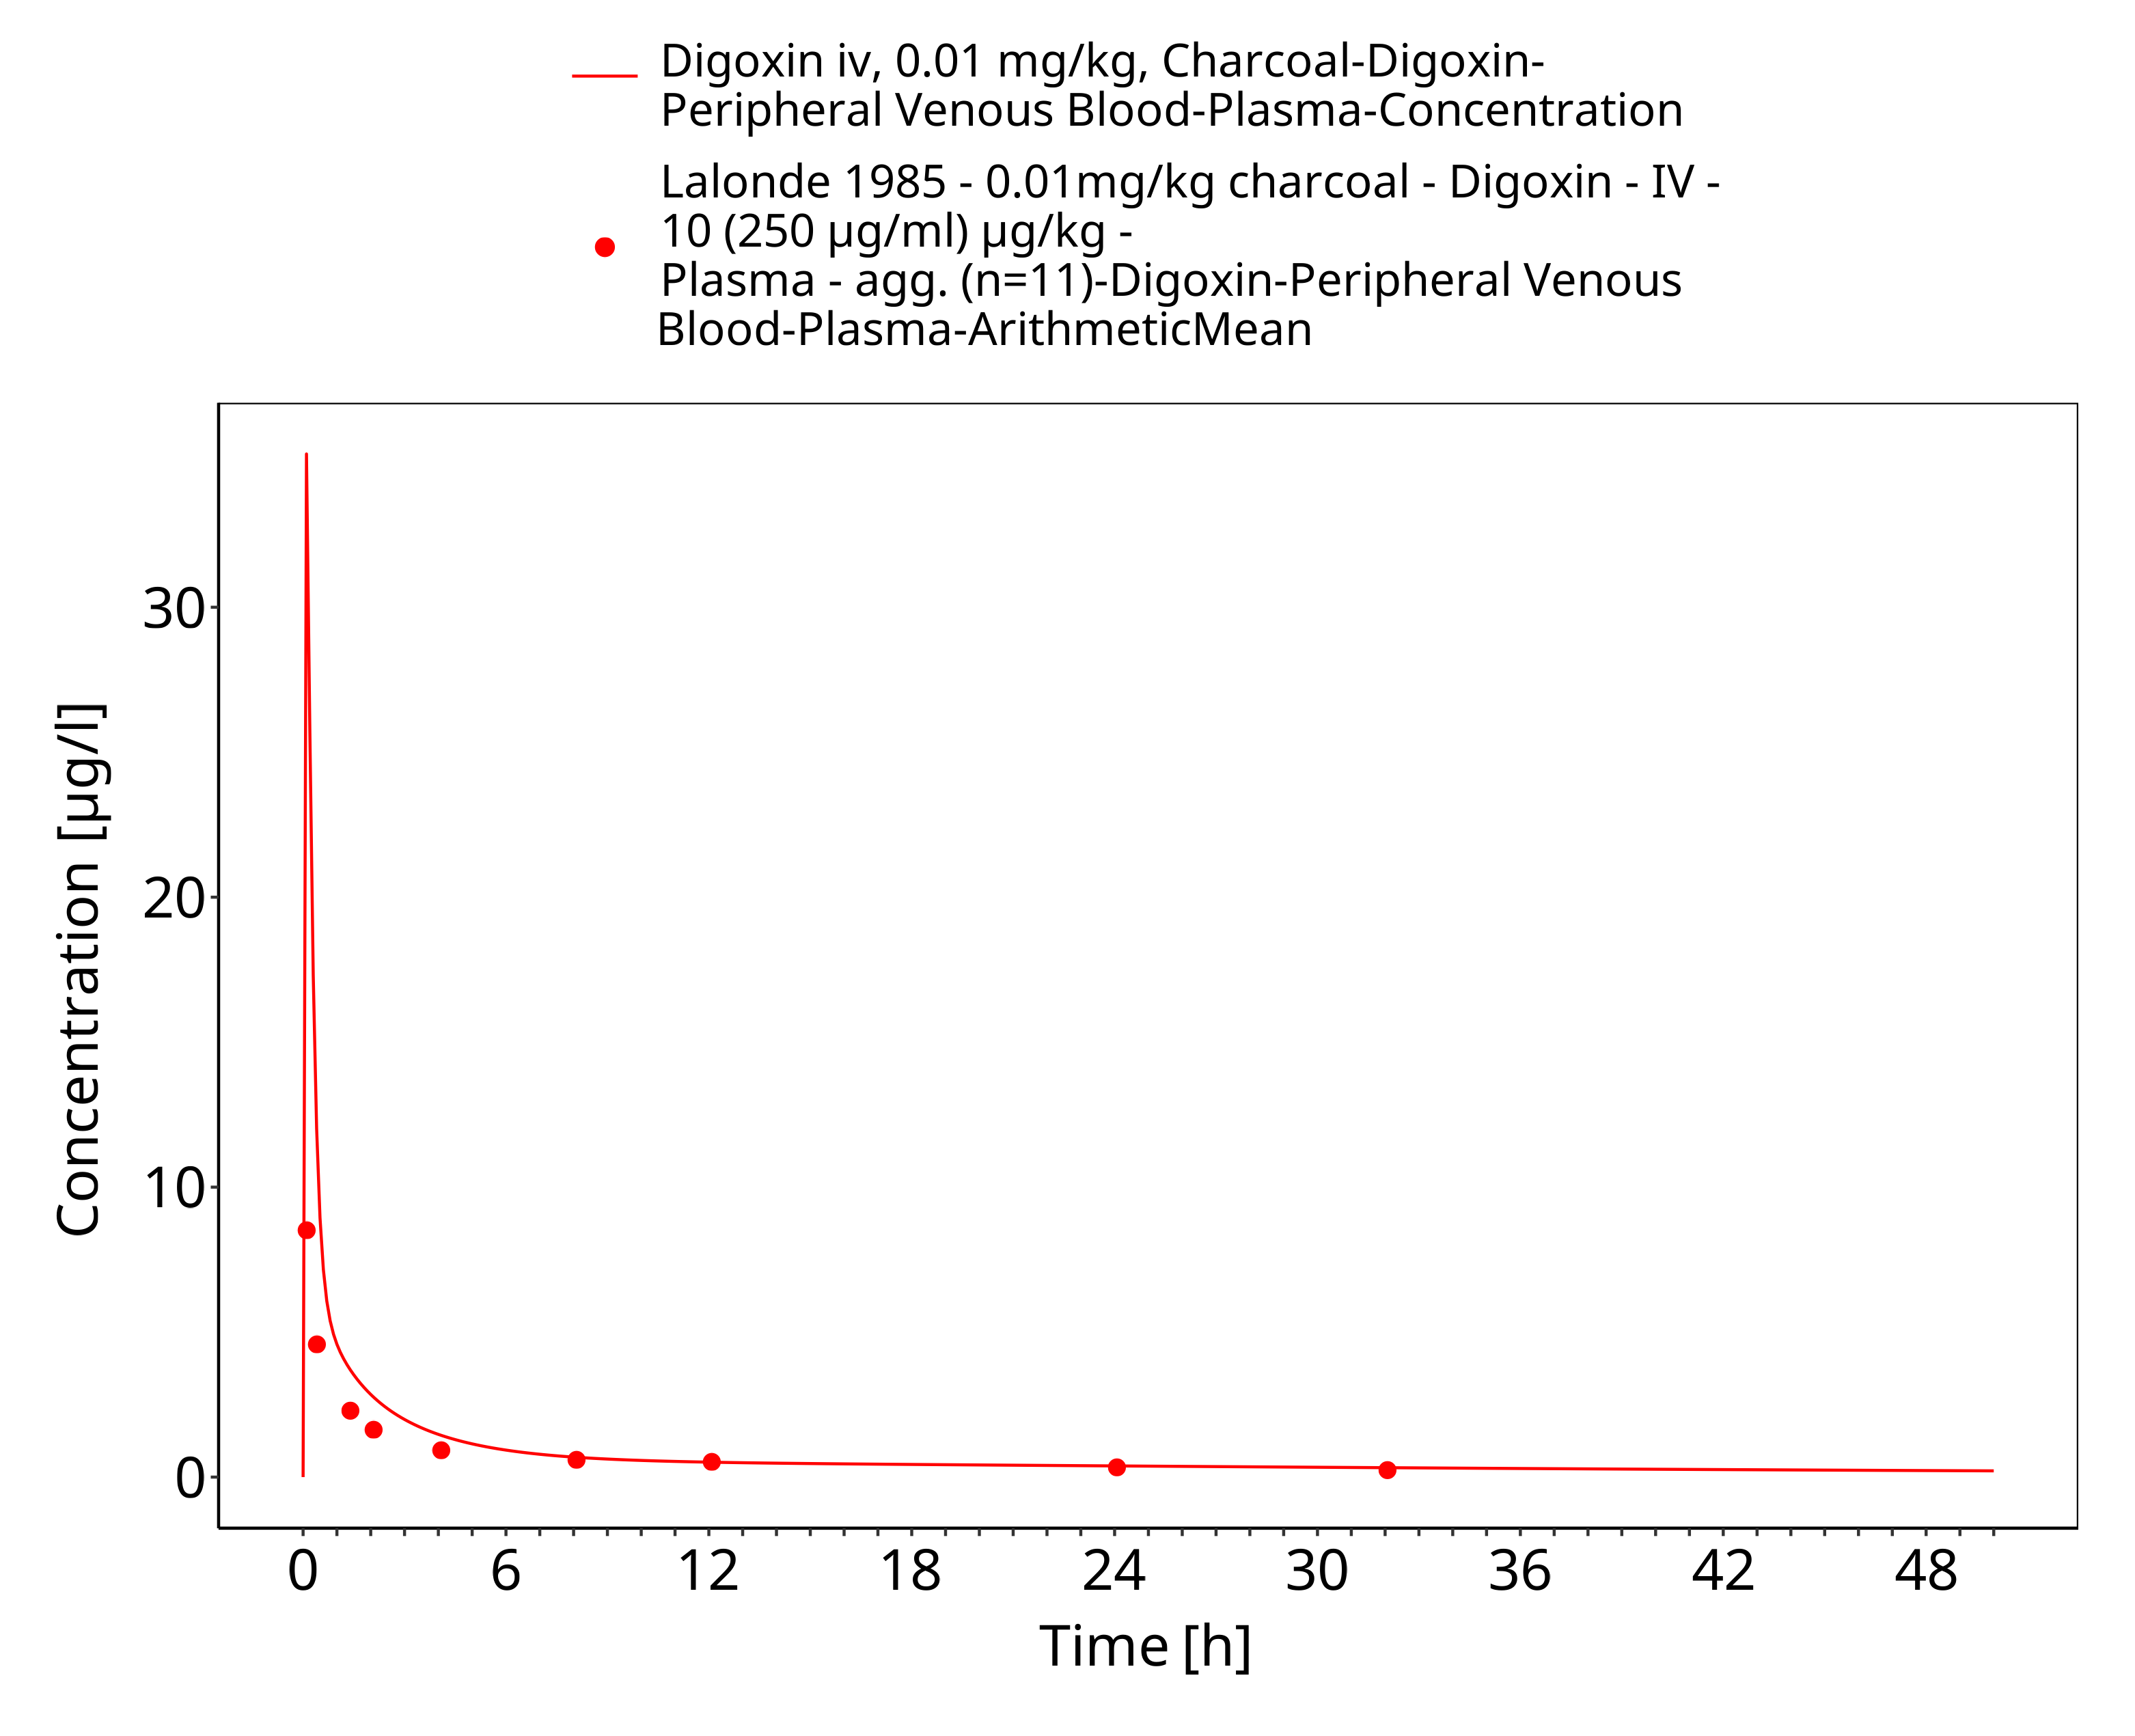 Digoxin iv, 0.01 mg/kg, Charcoal-Digoxin-
Peripheral Venous Blood-Plasma-Concentration
Lalonde 1985 - 0.01mg/kg charcoal - Digoxin - IV -
10 (250 µg/ml) µg/kg -
Plasma - agg. (n=11)-Digoxin-Peripheral Venous
Blood-Plasma-ArithmeticMean
Concentration [µg/l]
30
20
10
0
0 6 12 18 24 30 36 42 48
Time [h]